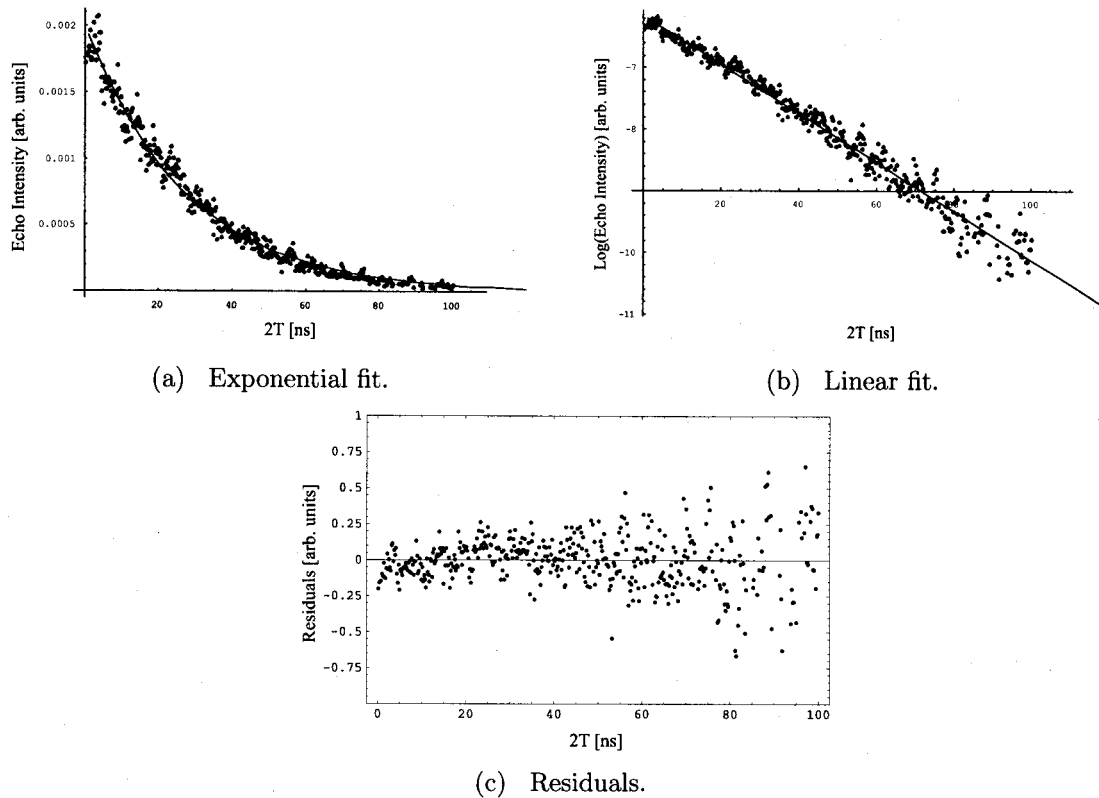 0.002
0.0015
0.001
0.0005
20 40 60 80 100
Echo Intensity [arb. units]
2T [ns]
(a) Exponential fit.
-7
-8
-9
-10
-11
20 40 60 80 100
Log(Echo Intensity) [arb. units]
2T [ns]
(b) Linear fit.
1
0.75
0.5
0.25
0
-0.25
-0.5
-0.75
0 20 40 60 80 100
Residuals [arb. units]
2T [ns]
(c) Residuals.